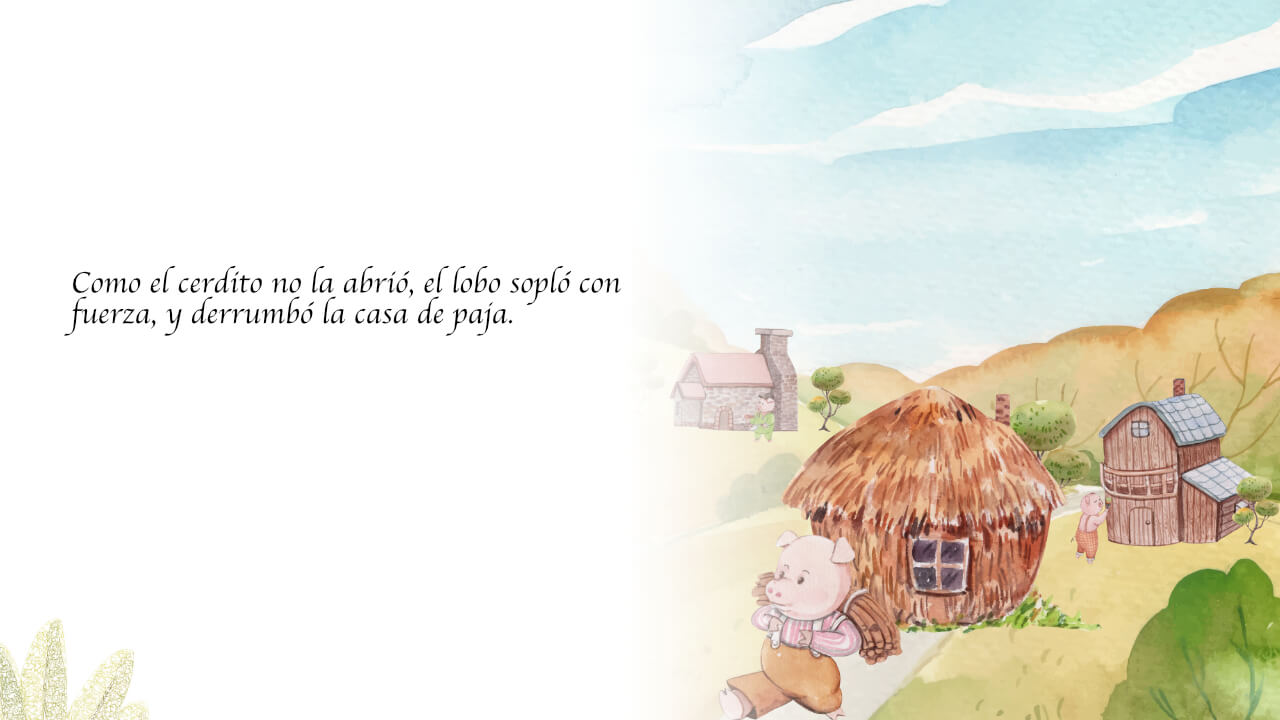 Como el cerdito no la abrió, el lobo sopló con
fuerza, y derrumbó la casa de paja.